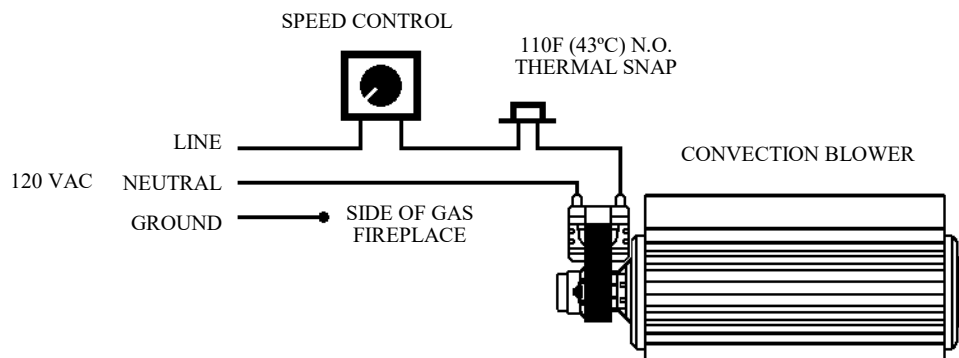 SPEED CONTROL
110F (43ºC) N.O.
THERMAL SNAP
LINE
CONVECTION BLOWER
120 VAC
NEUTRAL
GROUND
SIDE OF GAS
FIREPLACE